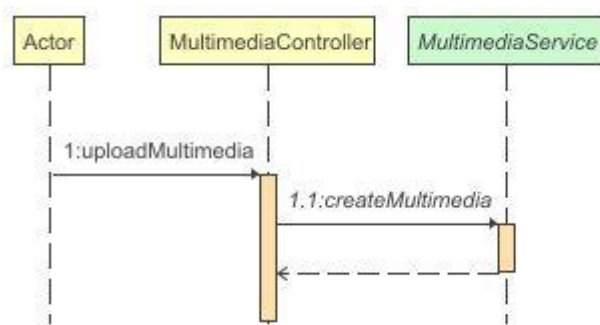 Actor
MultimediaController
MultimediaService
1:uploadMultimedia
1.1:createMultimedia